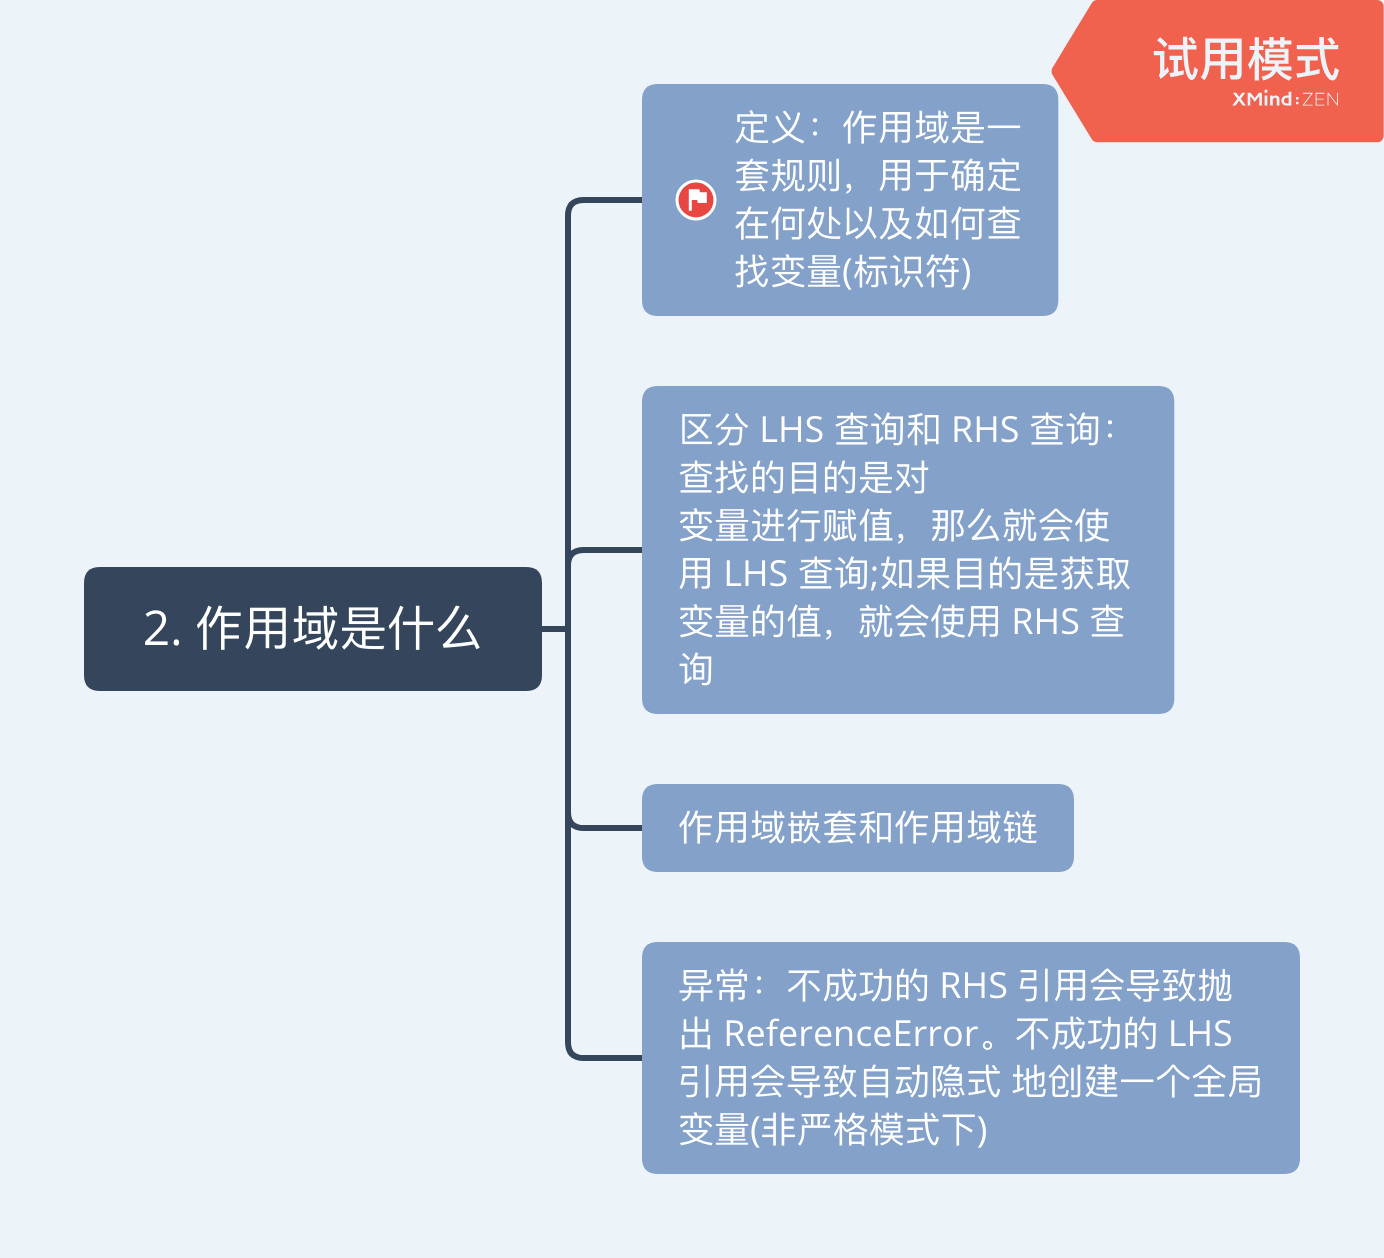 试用模式
XMind:ZEN
定义：作用域是一
套规则，用于确定
在何处以及如何查
找变量(标识符)
区分 LHS 查询和 RHS 查询：
查找的目的是对
变量进行赋值，那么就会使
用 LHS 查询;如果目的是获取
变量的值，就会使用 RHS 查
询
2. 作用域是什么
作用域嵌套和作用域链
异常：不成功的 RHS 引用会导致抛
出 ReferenceError。不成功的 LHS
引用会导致自动隐式 地创建一个全局
变量(非严格模式下)